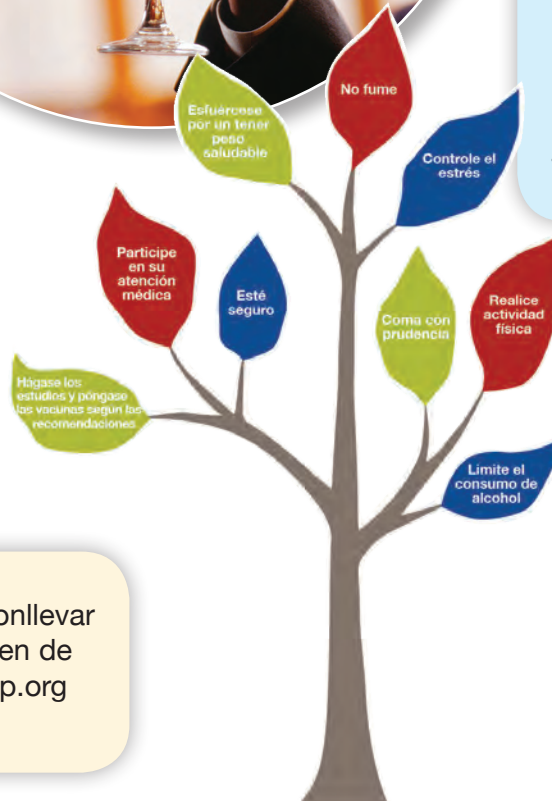 No fume
Esfuércese
por un tener
peso
saludable
Controle el
estrés
Participe
en su
atención
médica
Esté
seguro
Coma con
prudencia
Realice
actividad
física
Hágase los
estudios y póngase
las vacunas según las
recomendaciones
Limite el
consumo de
alcohol
onllevar
en de
p.org